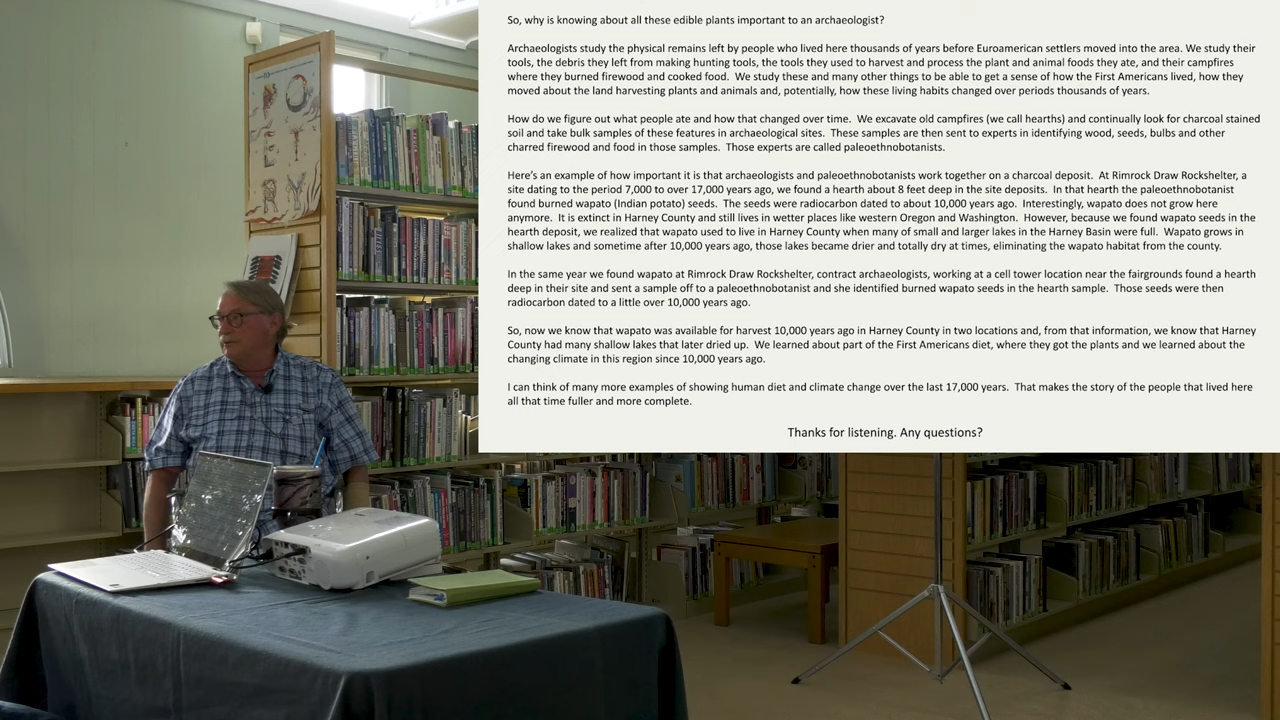 So, why is knowing about all these edible plants important to an archaeologist?
Archaeologists study the physical remains left by people who lived here thousands of years before Euroamerican settlers moved into the area. We study their
tools, the debris they left from making hunting tools, the tools they used to harvest and process the plant and animal foods they ate, and their campfires
where they burned firewood and cooked food. We study these and many other things to be able to get a sense of how the First Americans lived, how they
moved about the land harvesting plants and animals and, potentially, how these living habits changed over periods thousands of years.
How do we figure out what people ate and how that changed over time. We excavate old campfires (we call hearths) and continually look for charcoal stained
soil and take bulk samples of these features in archaeological sites. These samples are then sent to experts in identifying wood, seeds, bulbs and other
charred firewood and food in those samples. Those experts are called paleoethnobotanists.
Here's an example of how important it is that archaeologists and paleoethnobotanists work together on a charcoal deposit. At Rimrock Draw Rockshelter, a
site dating to the period 7,000 to over 17,000 years ago, we found a hearth about 8 feet deep in the site deposits. In that hearth the paleoethnobotanist
found burned wapato (Indian potato) seeds. The seeds were radiocarbon dated to about 10,000 years ago. Interestingly, wapato does not grow here
anymore. It is extinct in Harney County and still lives in wetter places like western Oregon and Washington. However, because we found wapato seeds in the
hearth deposit, we realized that wapato used to live in Harney County when many of small and larger lakes in the Harney Basin were full. Wapato grows in
shallow lakes and sometime after 10,000 years ago, those lakes became drier and totally dry at times, eliminating the wapato habitat from the county.
In the same year we found wapato at Rimrock Draw Rockshelter, contract archaeologists, working at a cell tower location near the fairgrounds found a hearth
deep in their site and sent a sample off to a paleoethnobotanist and she identified burned wapato seeds in the hearth sample. Those seeds were then
radiocarbon dated to a little over 10,000 years ago.
So, now we know that wapato was available for harvest 10,000 years ago in Harney County in two locations and, from that information, we know that Harney
County had many shallow lakes that later dried up. We learned about part of the First Americans diet, where they got the plants and we learned about the
changing climate in this region since 10,000 years ago.
I can think of many more examples of showing human diet and climate change over the last 17,000 years. That makes the story of the people that lived here
all that time fuller and more complete.
Thanks for listening. Any questions?